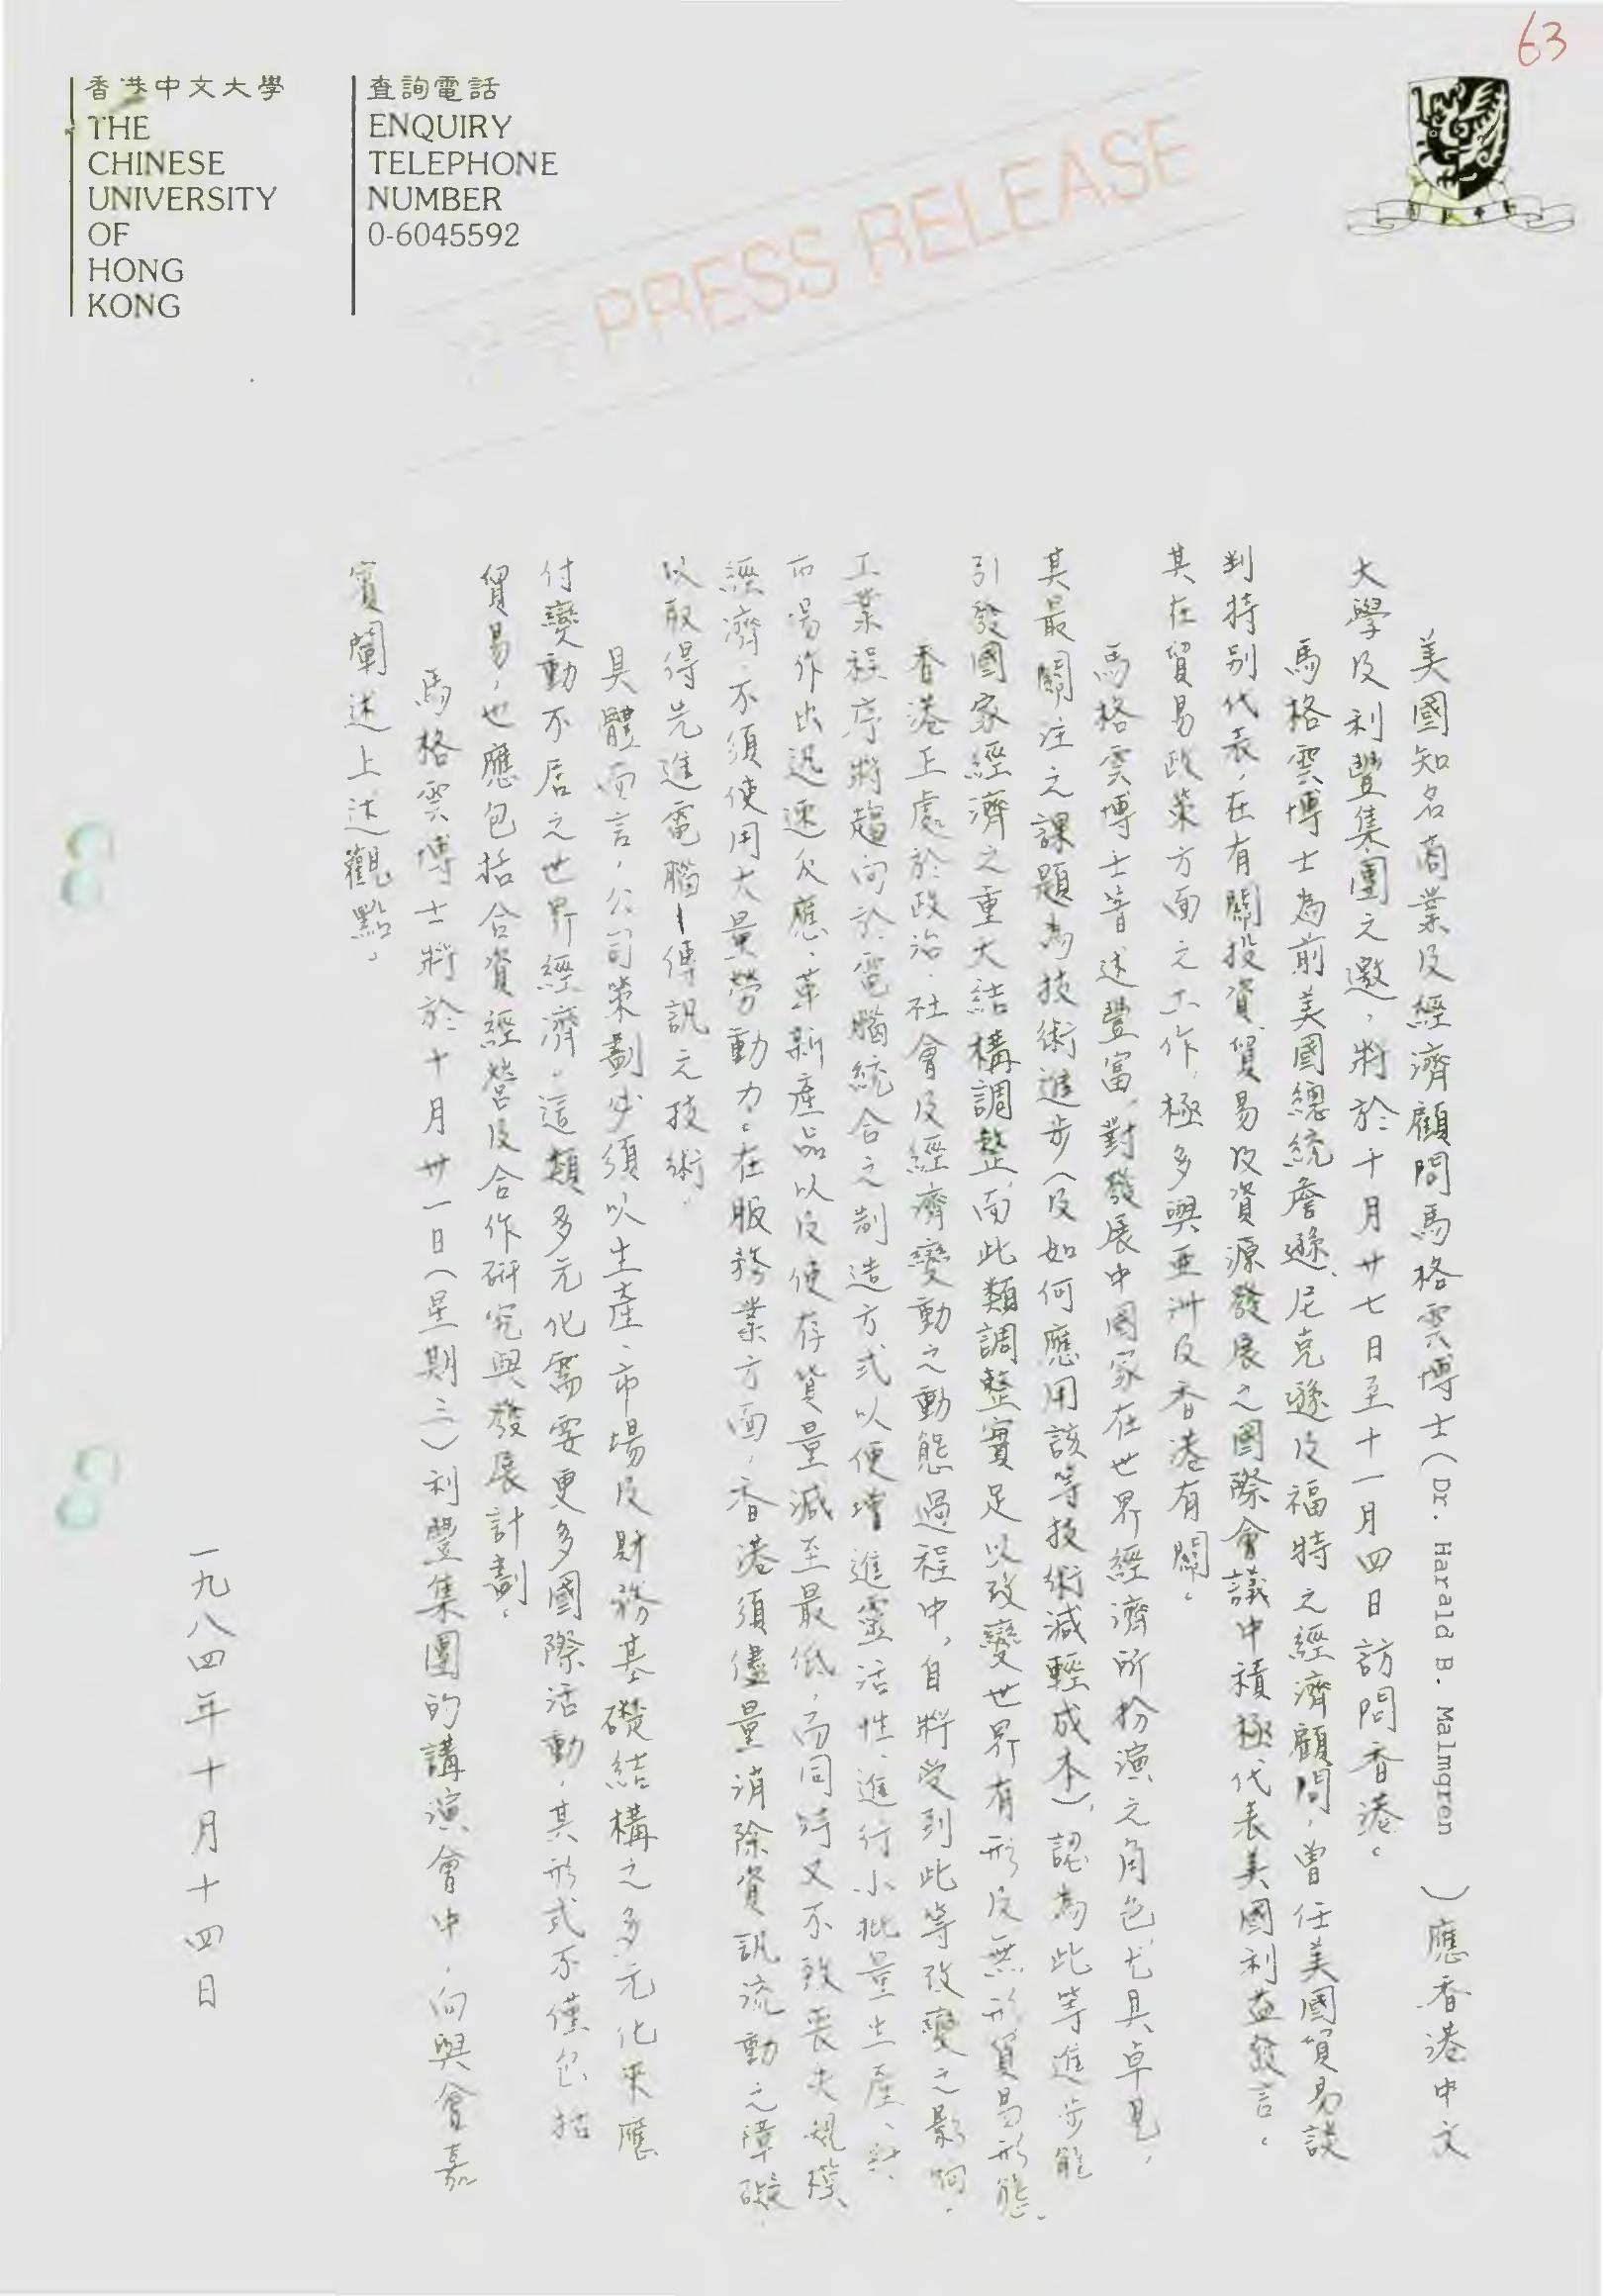 63
香港中文大學
THE
CHINESE
UNIVERSITY
OF
HONG
KONG
查詢電話
ENQUIRY
TELEPHONE
NUMBER
0-6045592
PRESS RELEASE
美國知名商業及經濟顧問馬格雲博士(Dr. Harald B. Malmgren )應香港中文
大學及利豐集團之邀,將於十月廿七日至十一月四日訪問香港。
馬格雲博士為前美國總統詹遜、尼克遜及福特之經濟顧問,曾任美國貿易談
判特別代表,在有關投資、貿易及資源發展之國際會議中積極代表美國利益發言。
其在貿易政策方面之工作,極多與亞洲及香港有關。
馬格雲博士著述豐富,對發展中國家在世界經濟所扮演之角色尤具卓見,
其最關注之課題為技術進步(及如何應用該等技術減輕成本),認為此等進步能
引發國家經濟之重大結構調整,而此類調整實足以改變世界有形及無形貿易形態。
香港正處於政治、社會及經濟變動之動態過程中,自將受到此等改變之影响。
工業程序將趨向於電腦統合之製造方式以便增進靈活性、進行小批量生產、對
市場作出迅速反應、革新產品以及使存貨量減至最低,而同時又不致喪失規模
經濟,不須使用大量勞動力。在服務業方面,香港須儘量消除資訊流動之障礙,
以取得先進電腦—傳訊之技術。
具體而言,公司策劃必須以生產、市場及財務基礎結構之多元化來應
付變動不居之世界經濟。這類多元化需要更多國際活動,其形式不僅包括
貿易,也應包括合資經營及合作研究與發展計劃。
馬格雲博士將於十月卅一日(星期三)利豐集團的講演會中,向與會嘉
賓闡述上述觀點。
一九八四年十月十四日